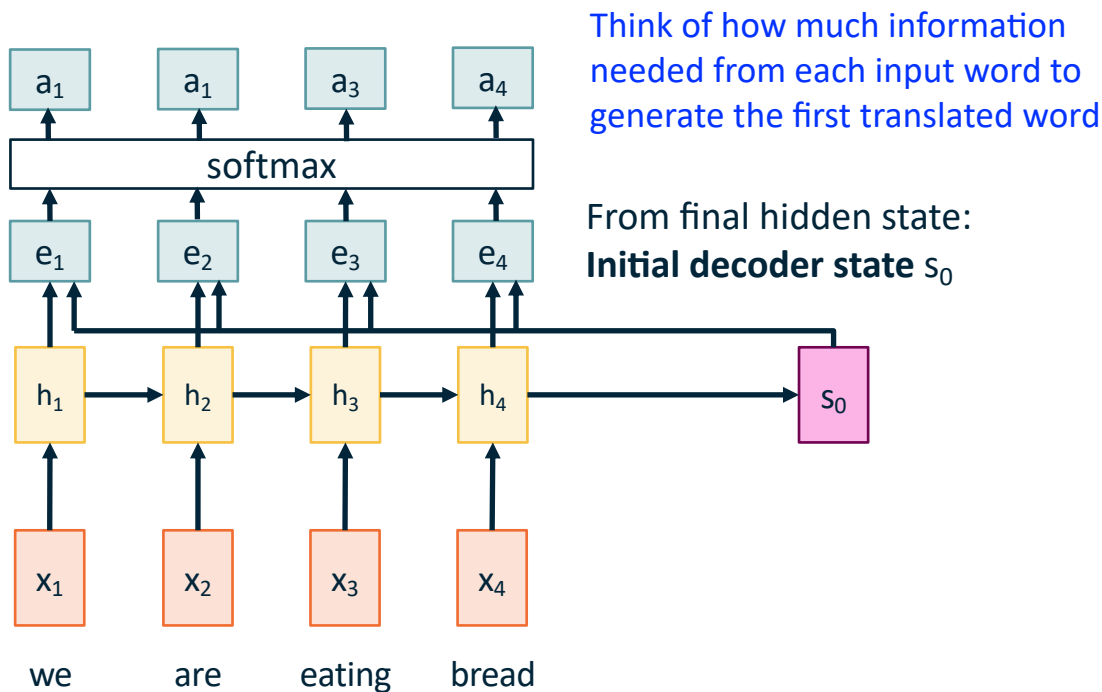 Think of how much information
needed from each input word to
generate the first translated word
a₁ a₁ a₃ a₄
softmax
From final hidden state:
Initial decoder state s₀
e₁ e₂ e₃ e₄
h₁ h₂ h₃ h₄ s₀
x₁ x₂ x₃ x₄
we are eating bread